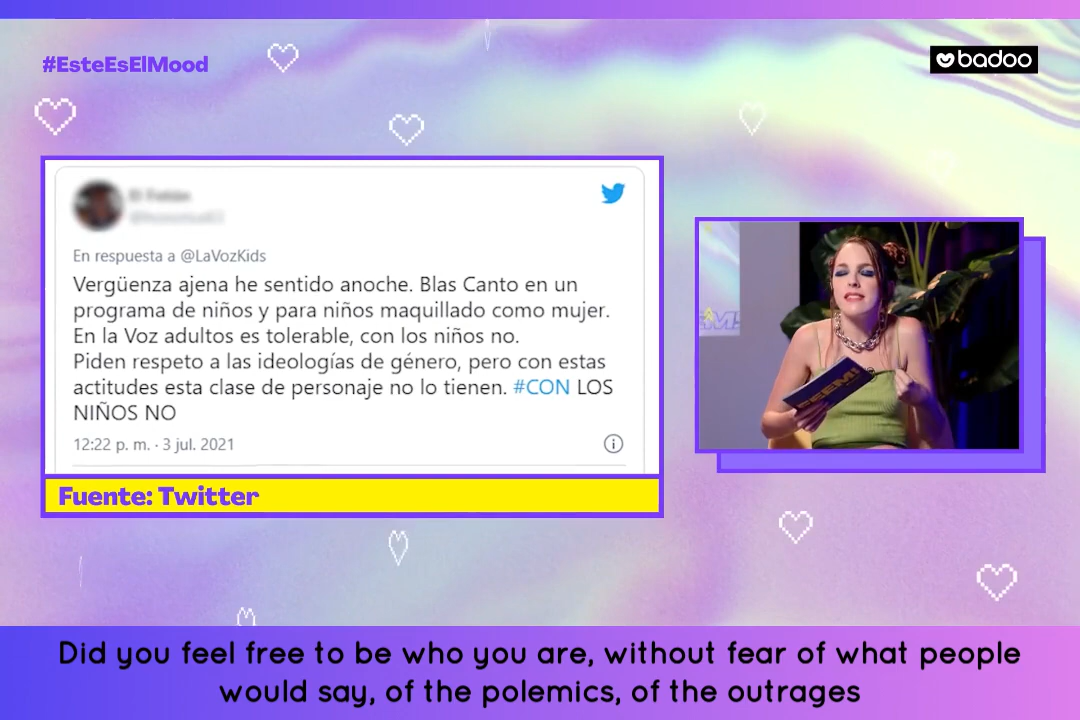 #EsteEsElMood
badoo
En respuesta a @LaVozKids
Vergüenza ajena he sentido anoche. Blas Canto en un
programa de niños y para niños maquillado como mujer.
En la Voz adultos es tolerable, con los niños no.
Piden respeto a las ideologías de género, pero con estas
actitudes esta clase de personaje no lo tienen. #CON LOS
NIÑOS NO
12:22 p. m. · 3 jul. 2021
Fuente: Twitter
Did you feel free to be who you are, without fear of what people
would say, of the polemics, of the outrages